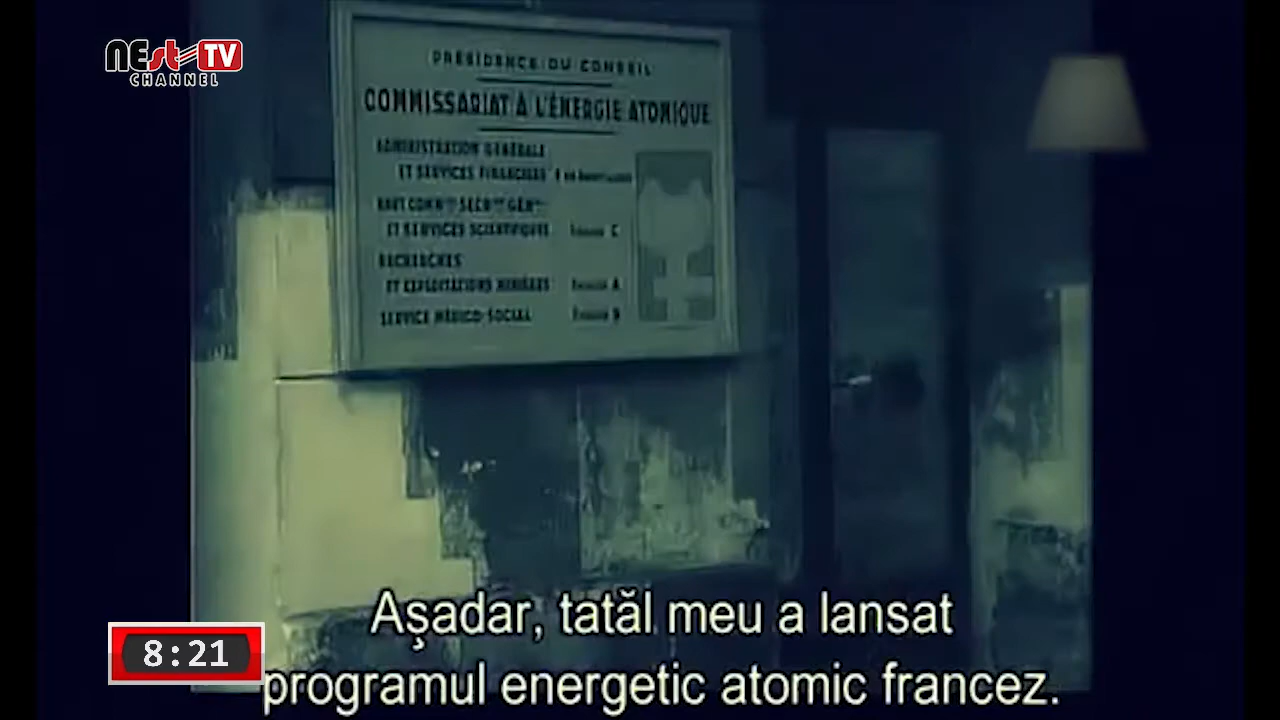 NESt TV
CHANNEL
PRÉSIDENCE DU CONSEIL
COMMISSARIAT A L'ÉNERGIE ATOMIQUE
ADMINISTRATION GÉNÉRALE
ET SERVICES FINANCIERS
ET SERVICES SCIENTIFIQUES C
RECHERCHES
ET EXPLOITATIONS MINIÈRES A
SERVICE MÉDICO-SOCIAL
8:21
Aşadar, tatăl meu a lansat
programul energetic atomic francez.